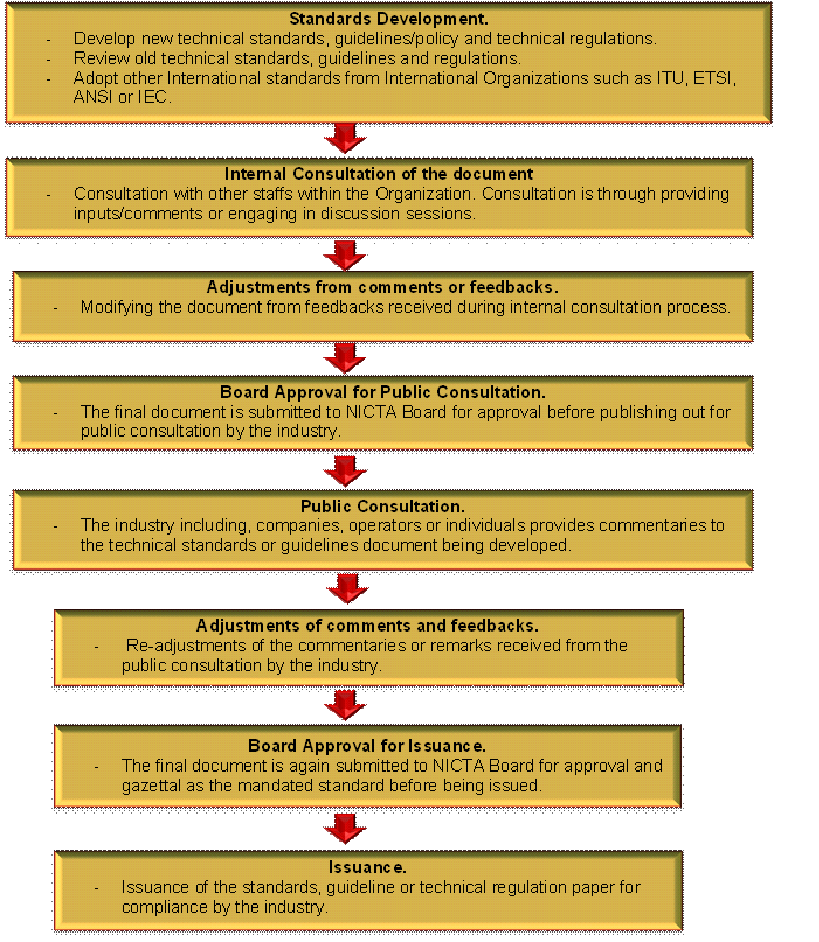 Standards Development.
- Develop new technical standards, guidelines/policy and technical regulations.
- Review old technical standards, guidelines and regulations.
- Adopt other International standards from International Organizations such as ITU, ETSI,
ANSI or IEC.
Internal Consultation of the document
- Consultation with other staffs within the Organization. Consultation is through providing
inputs/comments or engaging in discussion sessions.
Adjustments from comments or feedbacks.
- Modifying the document from feedbacks received during internal consultation process.
Board Approval for Public Consultation.
- The final document is submitted to NICTA Board for approval before publishing out for
public consultation by the industry.
Public Consultation.
- The industry including, companies, operators or individuals provides commentaries to
the technical standards or guidelines document being developed.
Adjustments of comments and feedbacks.
- Re-adjustments of the commentaries or remarks received from the
public consultation by the industry.
Board Approval for Issuance.
- The final document is again submitted to NICTA Board for approval and
gazettal as the mandated standard before being issued.
Issuance.
- Issuance of the standards, guideline or technical regulation paper for
compliance by the industry.